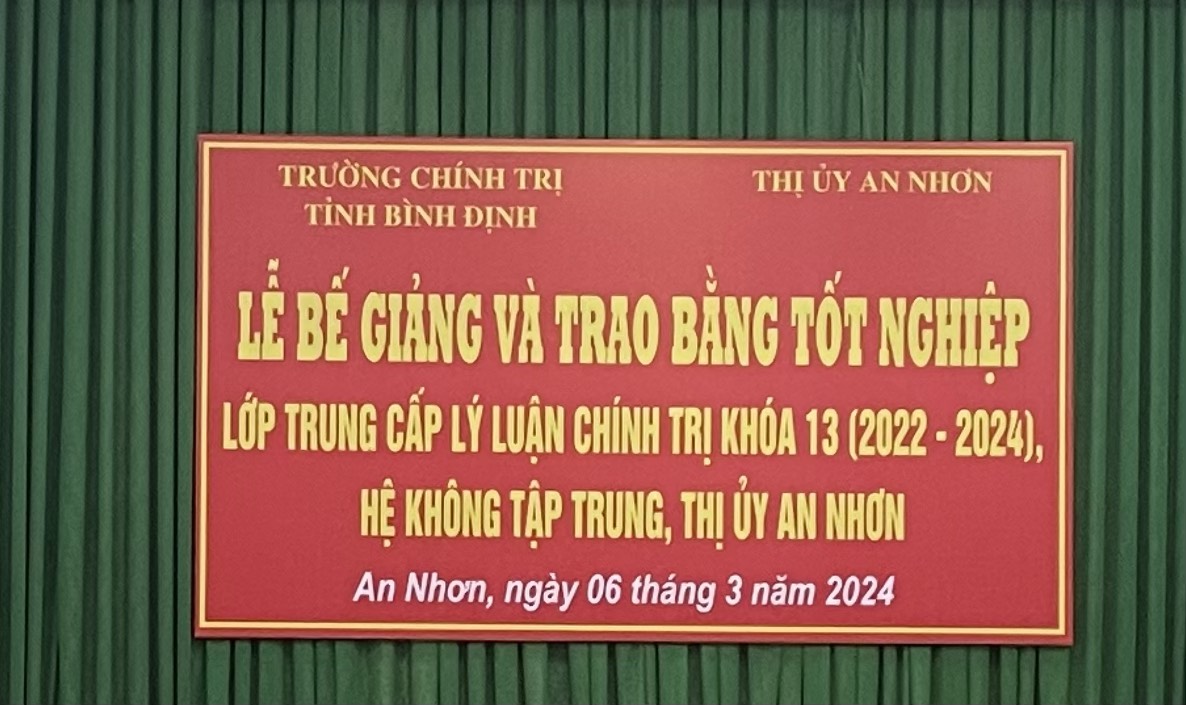 TRƯỜNG CHÍNH TRỊ
TỈNH BÌNH ĐỊNH
THỊ ỦY AN NHƠN
LỄ BẾ GIẢNG VÀ TRAO BẰNG TỐT NGHIỆP
LỚP TRUNG CẤP LÝ LUẬN CHÍNH TRỊ KHÓA 13 (2022 - 2024),
HỆ KHÔNG TẬP TRUNG, THỊ ỦY AN NHƠN
An Nhơn, ngày 06 tháng 3 năm 2024